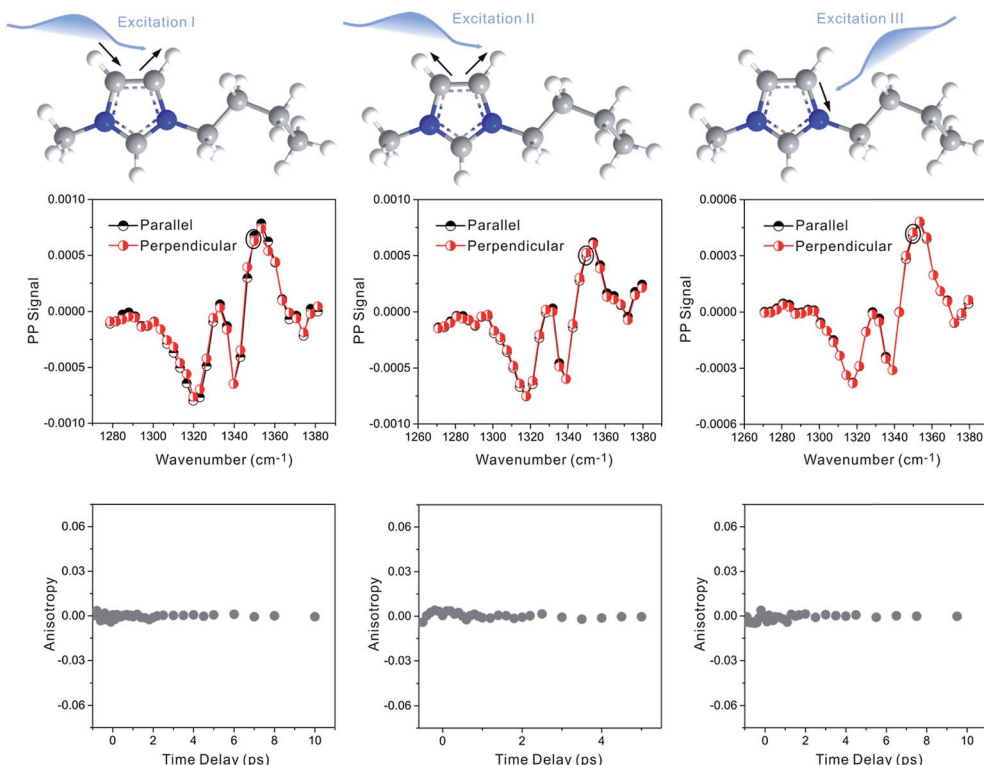 Excitation I
Excitation II
Excitation III
0.0010
0.0005
0.0000
-0.0005
-0.0010
PP Signal
Parallel
Perpendicular
1280 1300 1320 1340 1360 1380
Wavenumber (cm-1)
0.0010
0.0005
0.0000
-0.0005
-0.0010
PP Signal
Parallel
Perpendicular
1260 1280 1300 1320 1340 1360 1380
Wavenumber (cm-1)
0.0006
0.0003
0.0000
-0.0003
-0.0006
PP Signal
Parallel
Perpendicular
1260 1280 1300 1320 1340 1360 1380
Wavenumber (cm-1)
0.06
0.03
0.00
-0.03
-0.06
Anisotropy
0 2 4 6 8 10
Time Delay (ps)
0.06
0.03
0.00
-0.03
-0.06
Anisotropy
0 2 4
Time Delay (ps)
0.06
0.03
0.00
-0.03
-0.06
Anisotropy
0 2 4 6 8 10
Time Delay (ps)